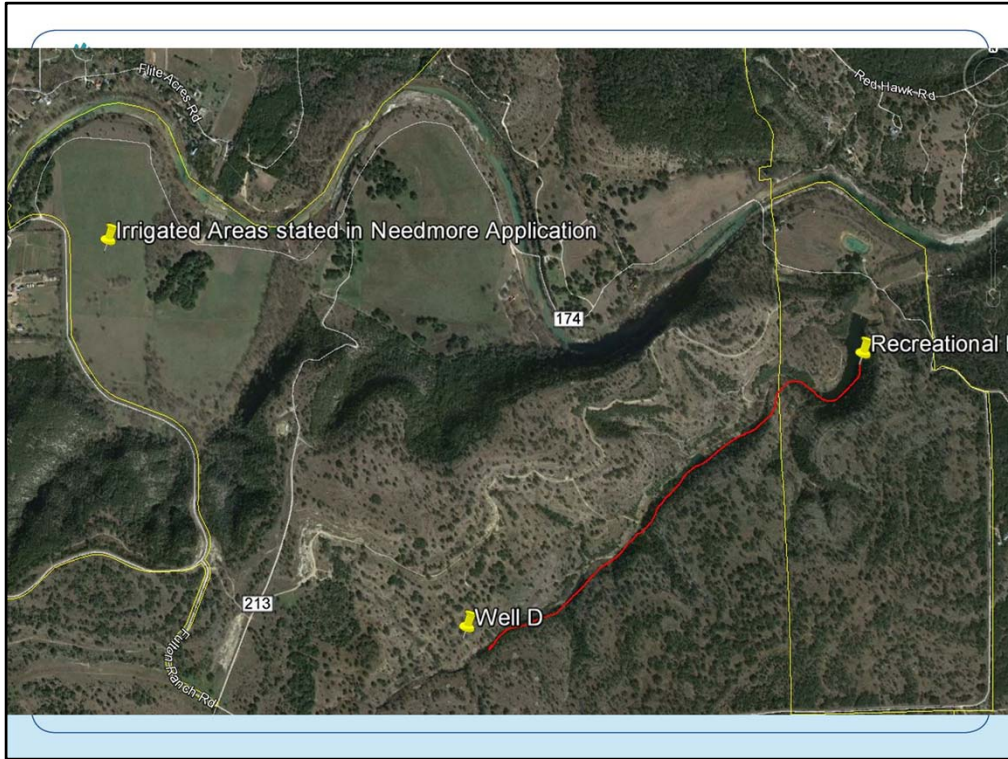 Flite Acres Rd
Red Hawk Rd
Irrigated Areas stated in Needmore Application
174
Recreational
Well D
213
Fulton Ranch Rd